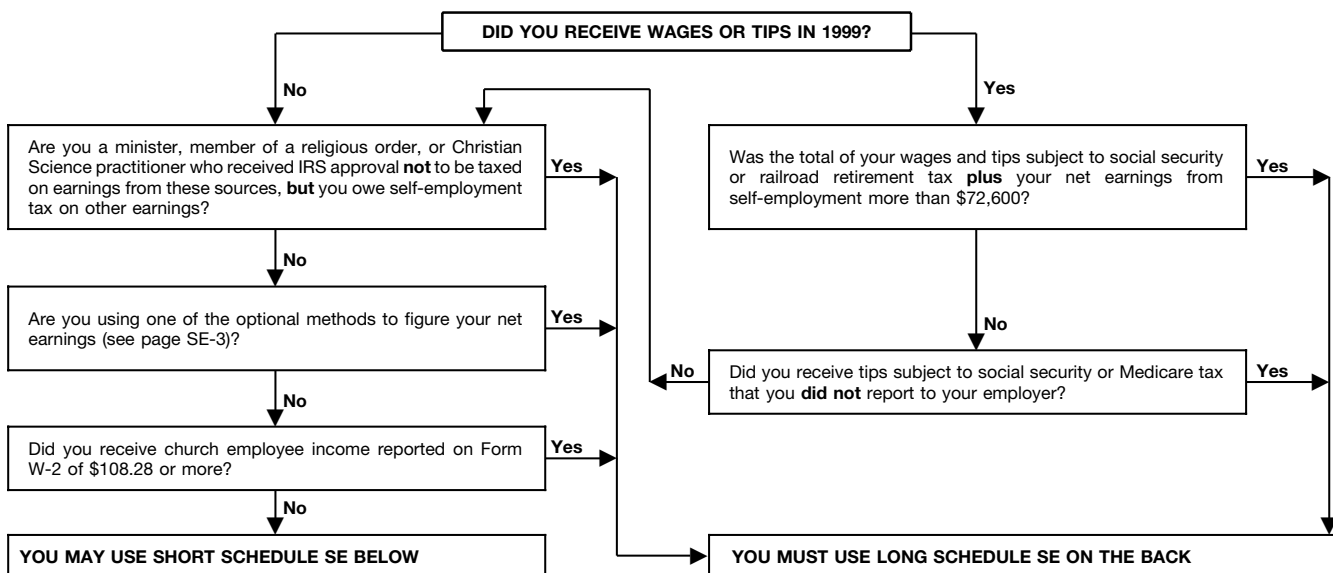 DID YOU RECEIVE WAGES OR TIPS IN 1999?
No
Yes
Are you a minister, member of a religious order, or Christian
Science practitioner who received IRS approval not to be taxed
on earnings from these sources, but you owe self-employment
tax on other earnings?
Yes
Was the total of your wages and tips subject to social security
or railroad retirement tax plus your net earnings from
self-employment more than $72,600?
Yes
No
Are you using one of the optional methods to figure your net
earnings (see page SE-3)?
Yes
No
No
Did you receive tips subject to social security or Medicare tax
that you did not report to your employer?
Yes
No
Did you receive church employee income reported on Form
W-2 of $108.28 or more?
Yes
No
YOU MAY USE SHORT SCHEDULE SE BELOW
YOU MUST USE LONG SCHEDULE SE ON THE BACK